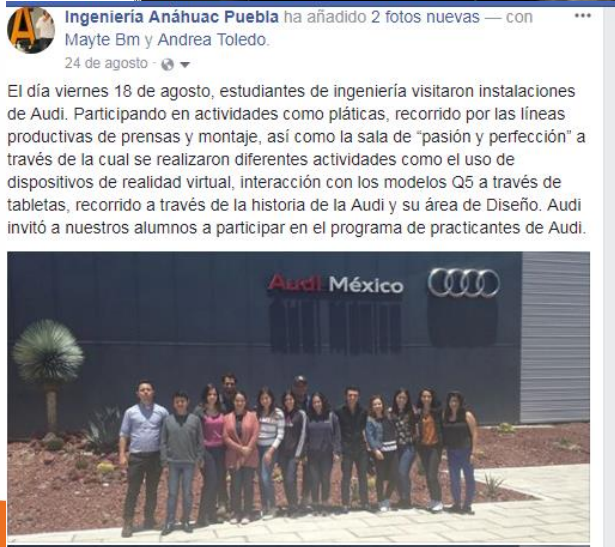 Ingeniería Anáhuac Puebla ha añadido 2 fotos nuevas — con
Mayte Bm y Andrea Toledo.
24 de agosto ·
El día viernes 18 de agosto, estudiantes de ingeniería visitaron instalaciones
de Audi. Participando en actividades como pláticas, recorrido por las líneas
productivas de prensas y montaje, así como la sala de “pasión y perfección” a
través de la cual se realizaron diferentes actividades como el uso de
dispositivos de realidad virtual, interacción con los modelos Q5 a través de
tabletas, recorrido a través de la historia de la Audi y su área de Diseño. Audi
invitó a nuestros alumnos a participar en el programa de practicantes de Audi.
Audi México